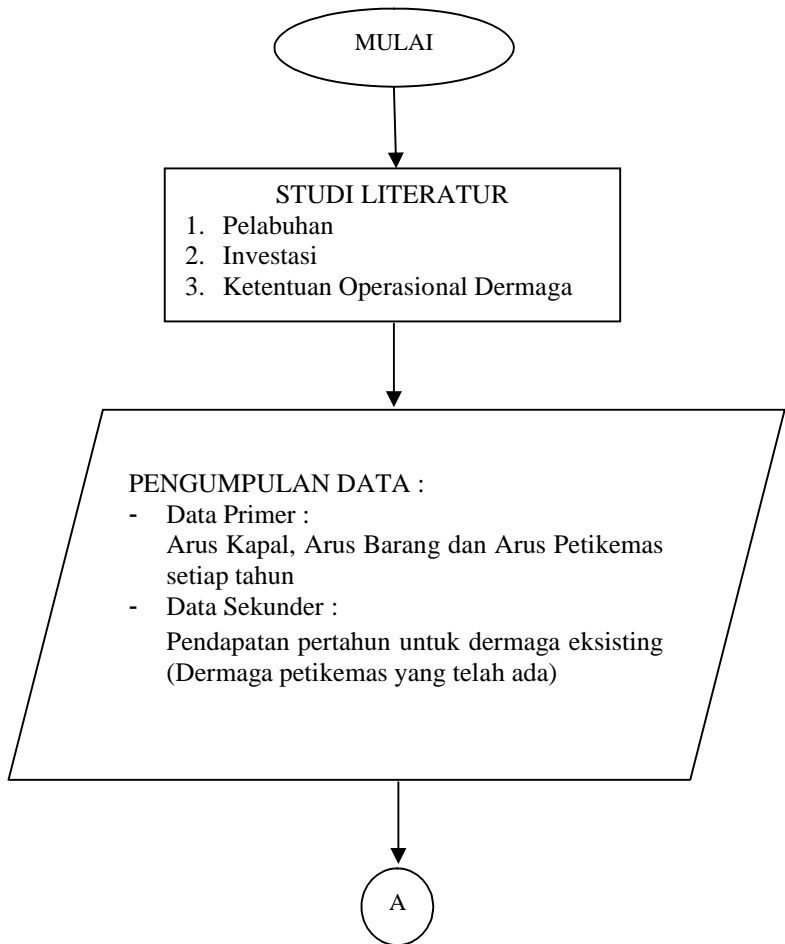 MULAI
STUDI LITERATUR
1. Pelabuhan
2. Investasi
3. Ketentuan Operasional Dermaga
PENGUMPULAN DATA :
- Data Primer :
Arus Kapal, Arus Barang dan Arus Petikemas
setiap tahun
- Data Sekunder :
Pendapatan pertahun untuk dermaga eksisting
(Dermaga petikemas yang telah ada)
A